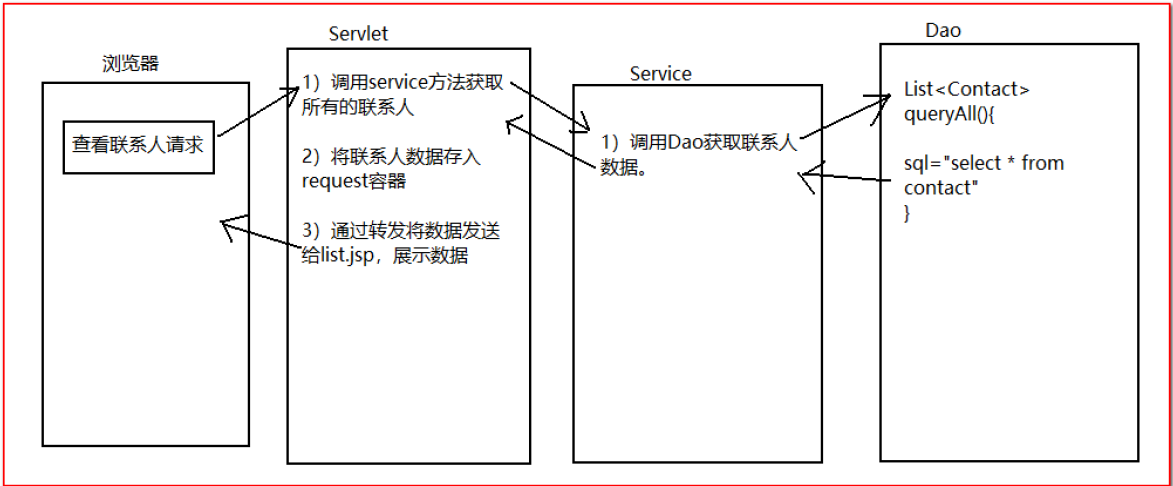 浏览器
查看联系人请求
Servlet
1）调用service方法获取
所有的联系人
2）将联系人数据存入
request容器
3）通过转发将数据发送
给list.jsp，展示数据
Service
1）调用Dao获取联系人
数据。
Dao
List<Contact>
queryAll(){
sql="select * from
contact"
}